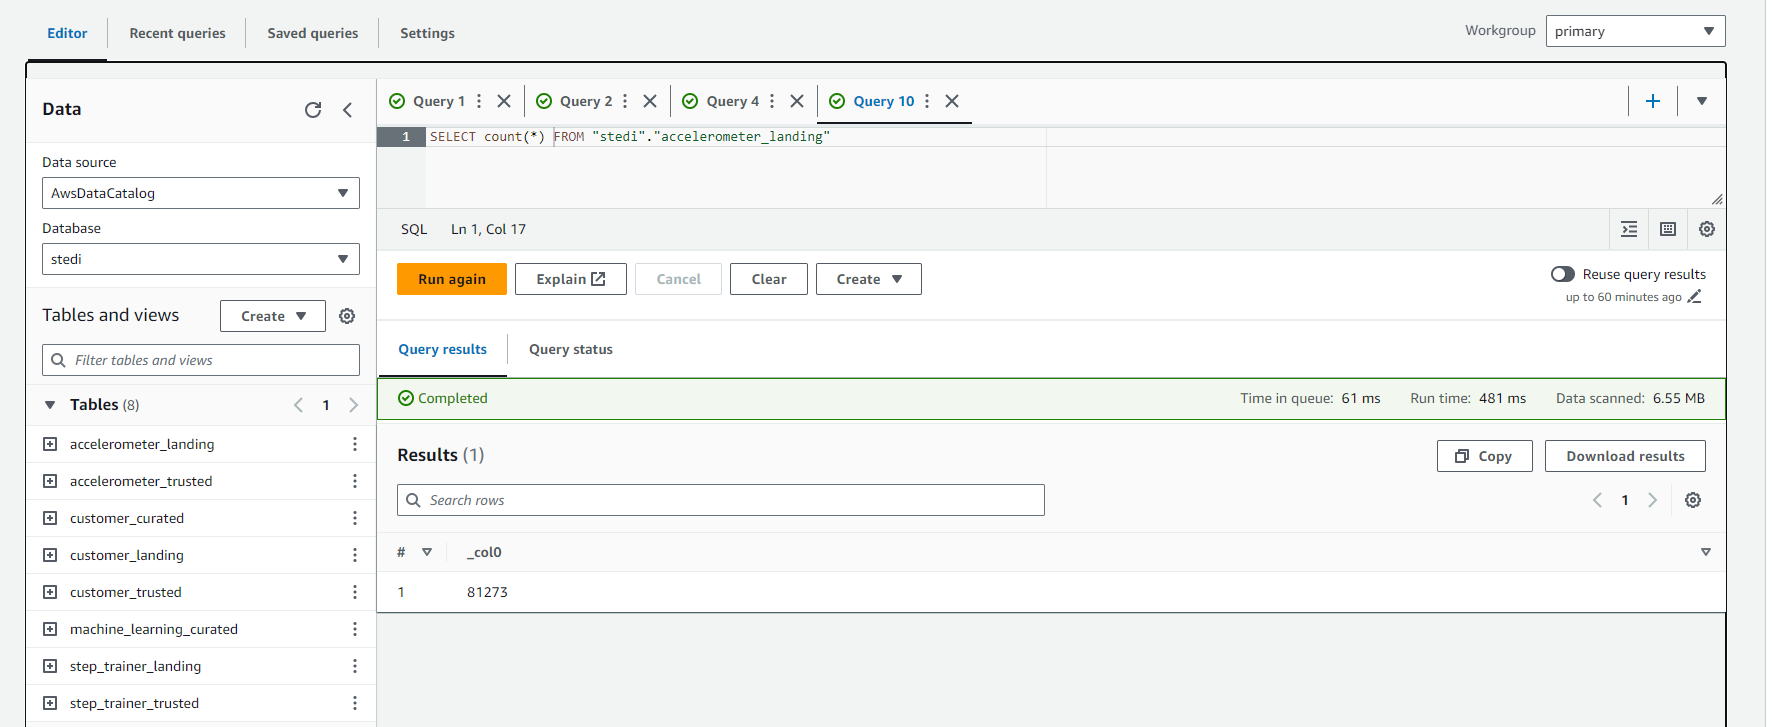 Editor
Recent queries
Saved queries
Settings
Workgroup
primary
Data
Data source
AwsDataCatalog
Database
stedi
Tables and views
Create
Filter tables and views
Tables (8)
1
accelerometer_landing
accelerometer_trusted
customer_curated
customer_landing
customer_trusted
machine_learning_curated
step_trainer_landing
step_trainer_trusted
Query 1
Query 2
Query 4
Query 10
1 SELECT count(*) FROM "stedi"."accelerometer_landing"
SQL Ln 1, Col 17
Run again
Explain
Cancel
Clear
Create
Reuse query results
up to 60 minutes ago
Query results
Query status
Completed
Time in queue: 61 ms
Run time: 481 ms
Data scanned: 6.55 MB
Results (1)
Copy
Download results
Search rows
1
# _col0
1 81273